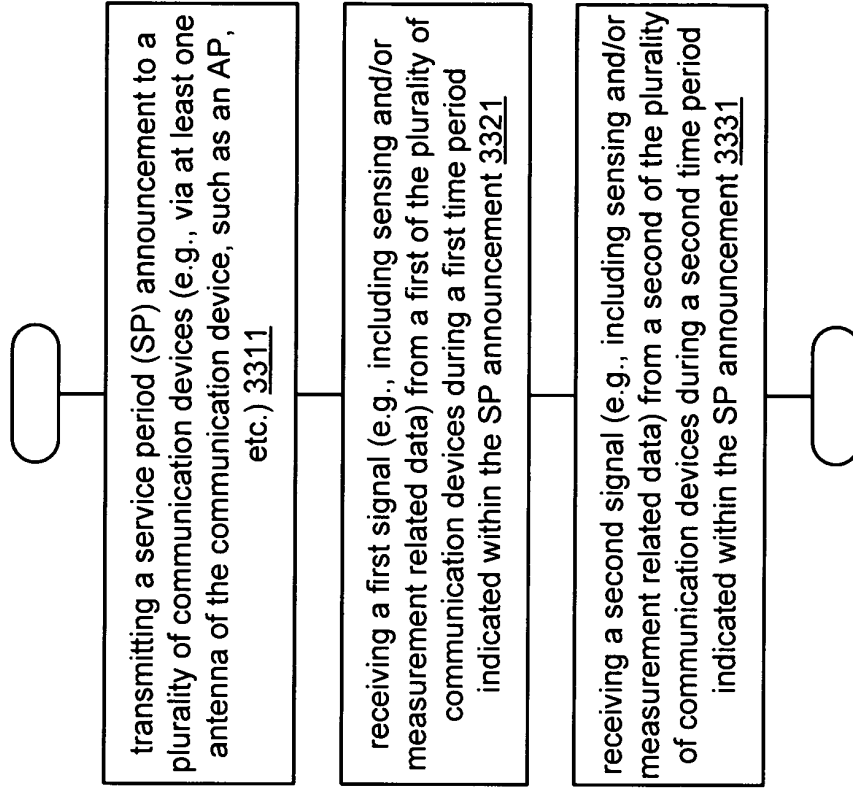 transmitting a service period (SP) announcement to a
plurality of communication devices (e.g., via at least one
antenna of the communication device, such as an AP,
etc.) 3311
receiving a first signal (e.g., including sensing and/or
measurement related data) from a first of the plurality of
communication devices during a first time period
indicated within the SP announcement 3321
receiving a second signal (e.g., including sensing and/or
measurement related data) from a second of the plurality
of communication devices during a second time period
indicated within the SP announcement 3331